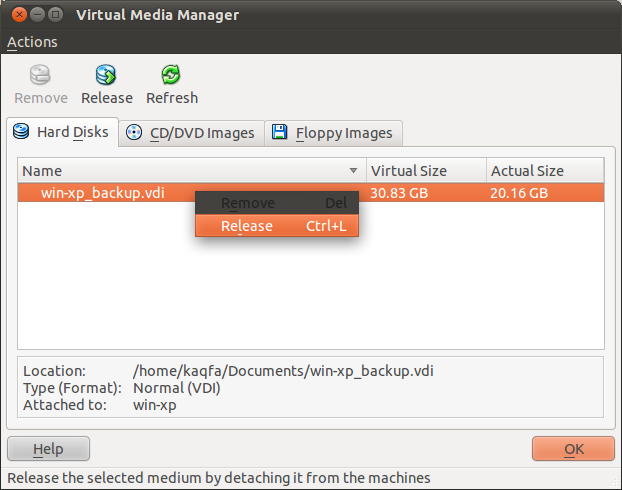 Virtual Media Manager
Actions
Remove Release Refresh
Hard Disks CD/DVD Images Floppy Images
Name Virtual Size Actual Size
win-xp_backup.vdi 30.83 GB 20.16 GB
Remove Del
Release Ctrl+L
Location: /home/kaqfa/Documents/win-xp_backup.vdi
Type (Format): Normal (VDI)
Attached to: win-xp
Help OK
Release the selected medium by detaching it from the machines